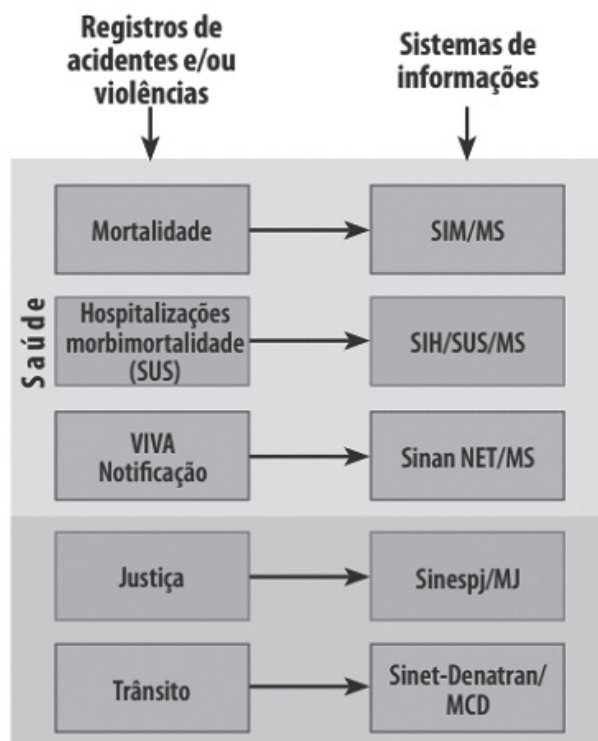 Registros de
acidentes e/ou
violências
Sistemas de
informações
Saúde
Mortalidade
SIM/MS
Hospitalizações
morbimortalidade
(SUS)
SIH/SUS/MS
VIVA
Notificação
Sinan NET/MS
Justiça
Sinespj/MJ
Trânsito
Sinet-Denatran/
MCD